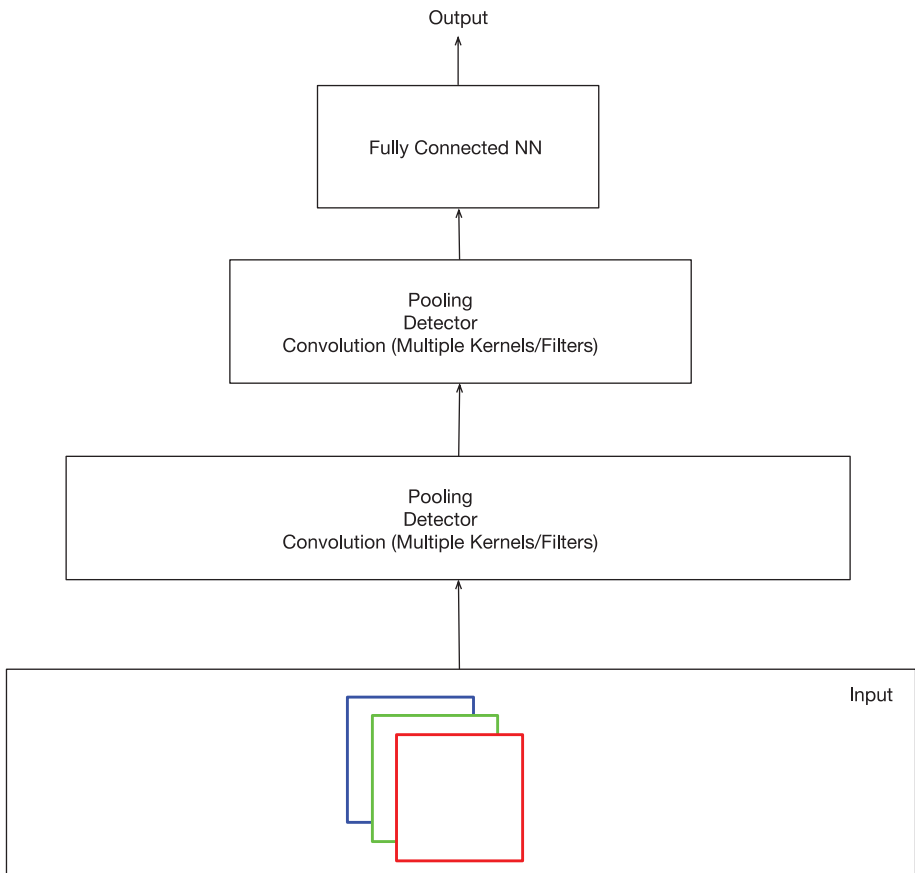 Output
Fully Connected NN
Pooling
Detector
Convolution (Multiple Kernels/Filters)
Pooling
Detector
Convolution (Multiple Kernels/Filters)
Input